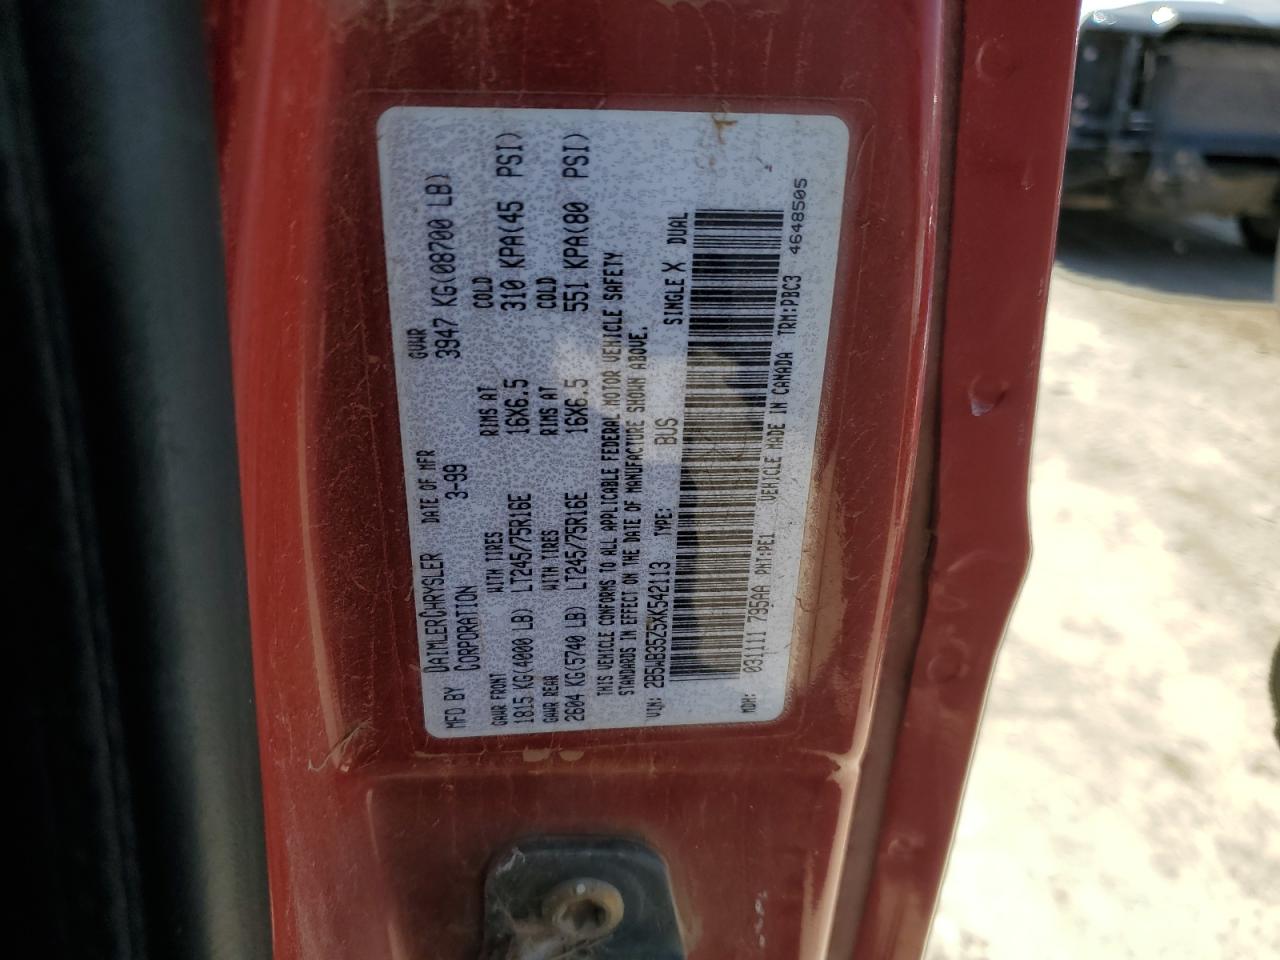 MFD BY DAIMLERCHRYSLER CORPORATION DATE OF MFR 3-99 GVWR 3947 KG(08700 LB)
GAWR FRONT WITH TIRES RIMS AT COLD
1815 KG(4000 LB) LT245/75R16E 16X6.5 310 KPA(45 PSI)
GAWR REAR WITH TIRES RIMS AT COLD
2604 KG(5740 LB) LT245/75R16E 16X6.5 551 KPA(80 PSI)
THIS VEHICLE CONFORMS TO ALL APPLICABLE FEDERAL MOTOR VEHICLE SAFETY
STANDARDS IN EFFECT ON THE DATE OF MANUFACTURE SHOWN ABOVE.
VIN: 2B5WB35Z5XK542113 TYPE: BUS SINGLE X DUAL
MDH: 031111 795AA PNT:PE1 VEHICLE MADE IN CANADA TRM:PBC3 4648505